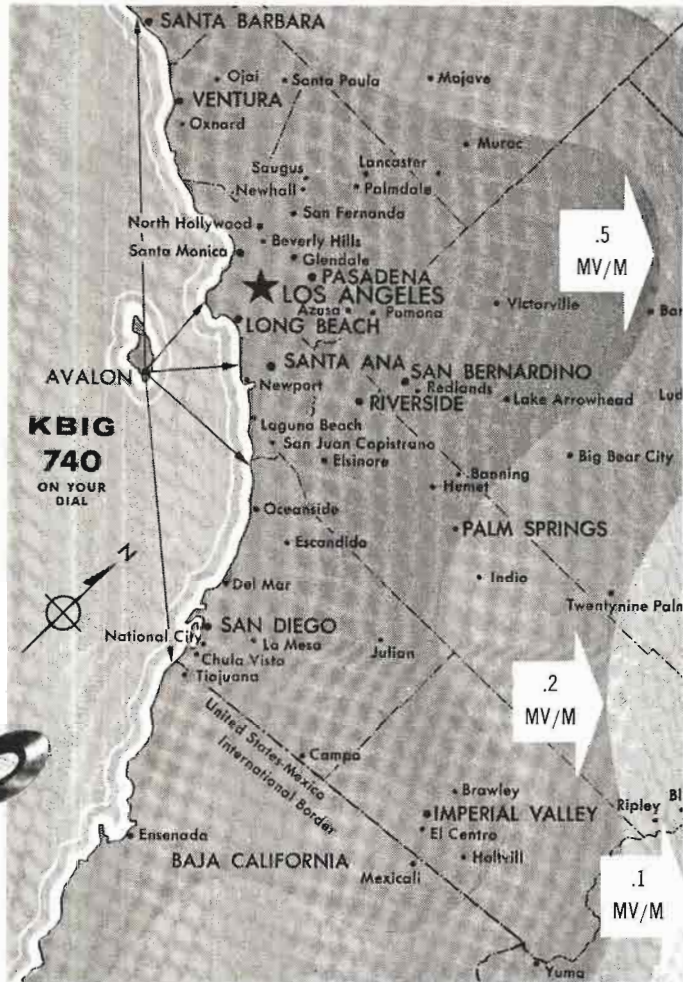 SANTA BARBARA
Ojai
Santa Paula
Mojave
VENTURA
Oxnard
Muroc
Saugus
Lancaster
Newhall
Palmdale
San Fernando
North Hollywood
Beverly Hills
Santa Monica
Glendale
PASADENA
LOS ANGELES
Azusa
Pomona
Victorville
LONG BEACH
.5
MV/M
AVALON
SANTA ANA
SAN BERNARDINO
Newport
Redlands
RIVERSIDE
Lake Arrowhead
KBIG
740
ON YOUR
DIAL
Laguna Beach
San Juan Capistrano
Elsinore
Big Bear City
Banning
Hemet
Oceanside
PALM SPRINGS
Escondido
India
N
Del Mar
Twentynine Palm
SAN DIEGO
National City
La Mesa
Julian
Chula Vista
Tiajuana
.2
MV/M
United States-Mexico
International Border
Campo
Brawley
IMPERIAL VALLEY
Ripley
Bl
El Centro
Ensenada
Holtvill
BAJA CALIFORNIA
Mexicali
.1
MV/M
Yuma